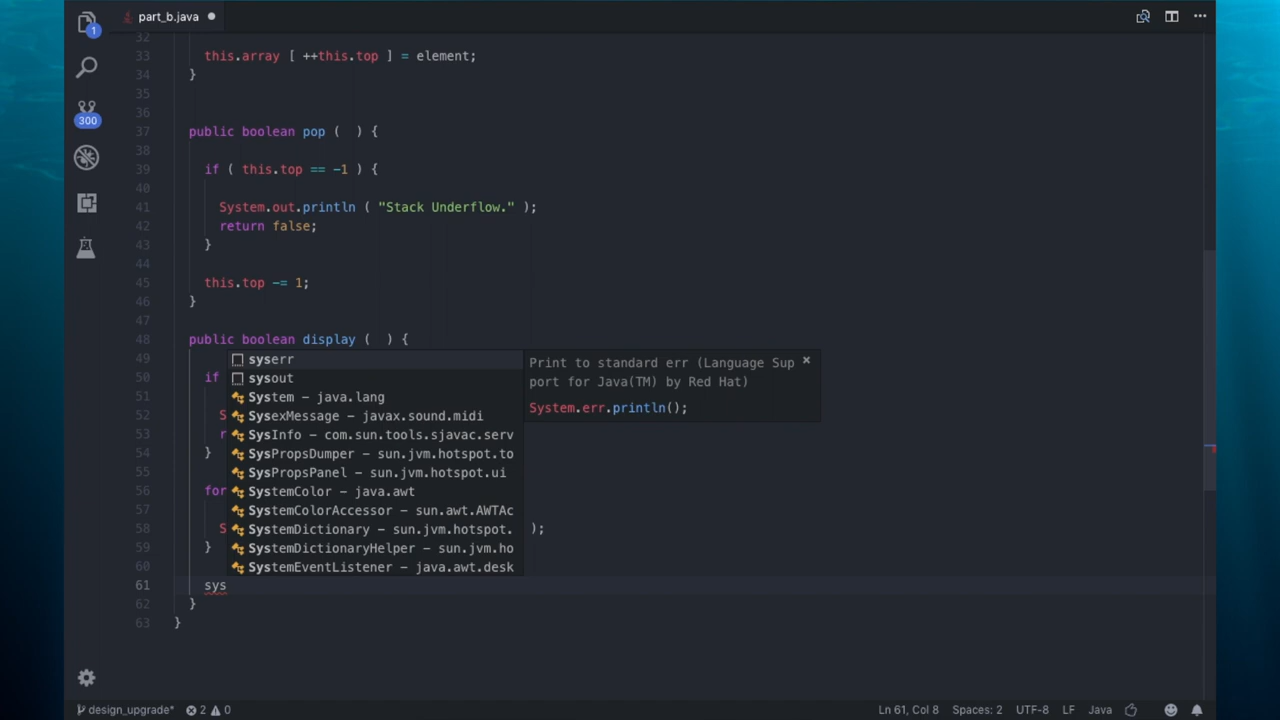 part_b.java
1
300
32
33 this.array [ ++this.top ] = element;
34 }
35
36
37 public boolean pop (  ) {
38
39 if ( this.top == -1 ) {
40
41 System.out.println ( "Stack Underflow." );
42 return false;
43 }
44
45 this.top -= 1;
46 }
47
48 public boolean display (  ) {
49 syserr
50 if sysout
51 System – java.lang
52 S SysexMessage – javax.sound.midi
53 r SysInfo – com.sun.tools.sjavac.serv
54 } SysPropsDumper – sun.jvm.hotspot.to
55 SysPropsPanel – sun.jvm.hotspot.ui
56 for SystemColor – java.awt
57 SystemColorAccessor – sun.awt.AWTAc
58 S SystemDictionary – sun.jvm.hotspot. );
59 } SystemDictionaryHelper – sun.jvm.ho
60 SystemEventListener – java.awt.desk
61 sys
62 }
63 }
Print to standard err (Language Sup
port for Java(TM) by Red Hat)
System.err.println();
design_upgrade* 2 0 Ln 61, Col 8 Spaces: 2 UTF-8 LF Java